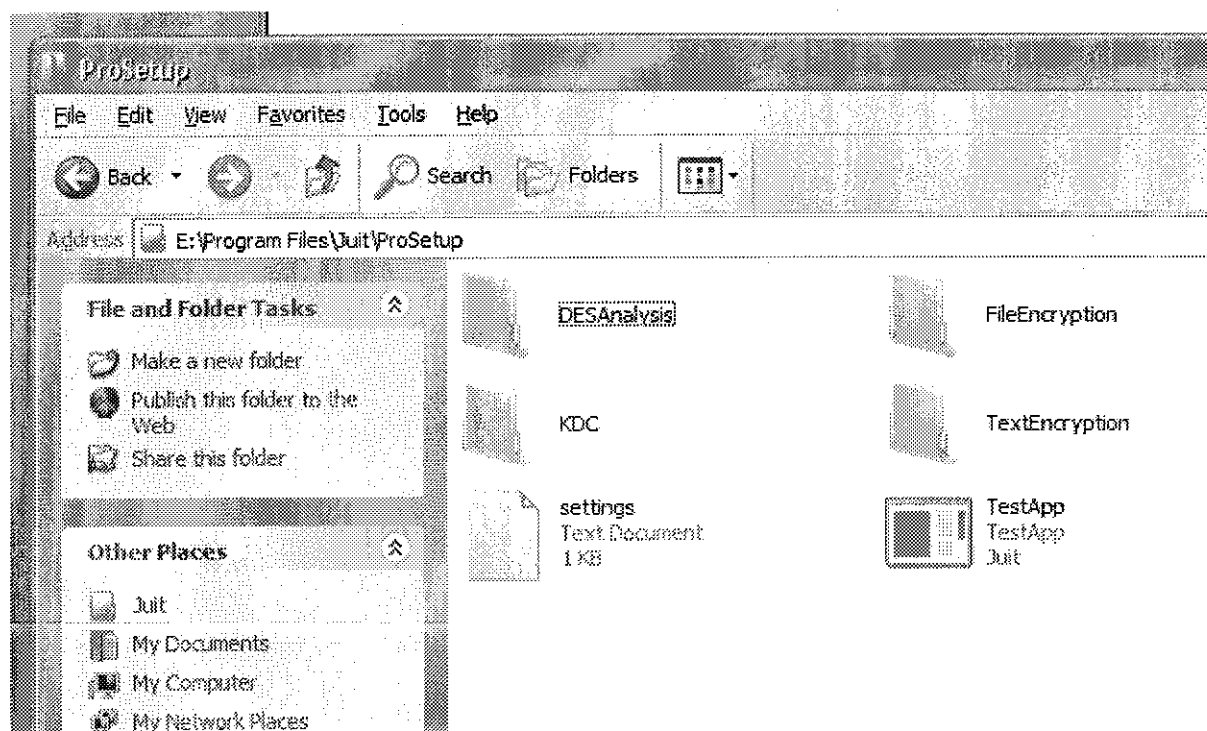 ProSetup
File Edit View Favorites Tools Help
Back Search Folders
Address E:\Program Files\Juit\ProSetup
File and Folder Tasks
Make a new folder
Publish this folder to the
Web
Share this folder
Other Places
Juit
My Documents
My Computer
My Network Places
DESAnalysis
FileEncryption
KDC
TextEncryption
settings
Text Document
1 KB
TestApp
TestApp
Juit